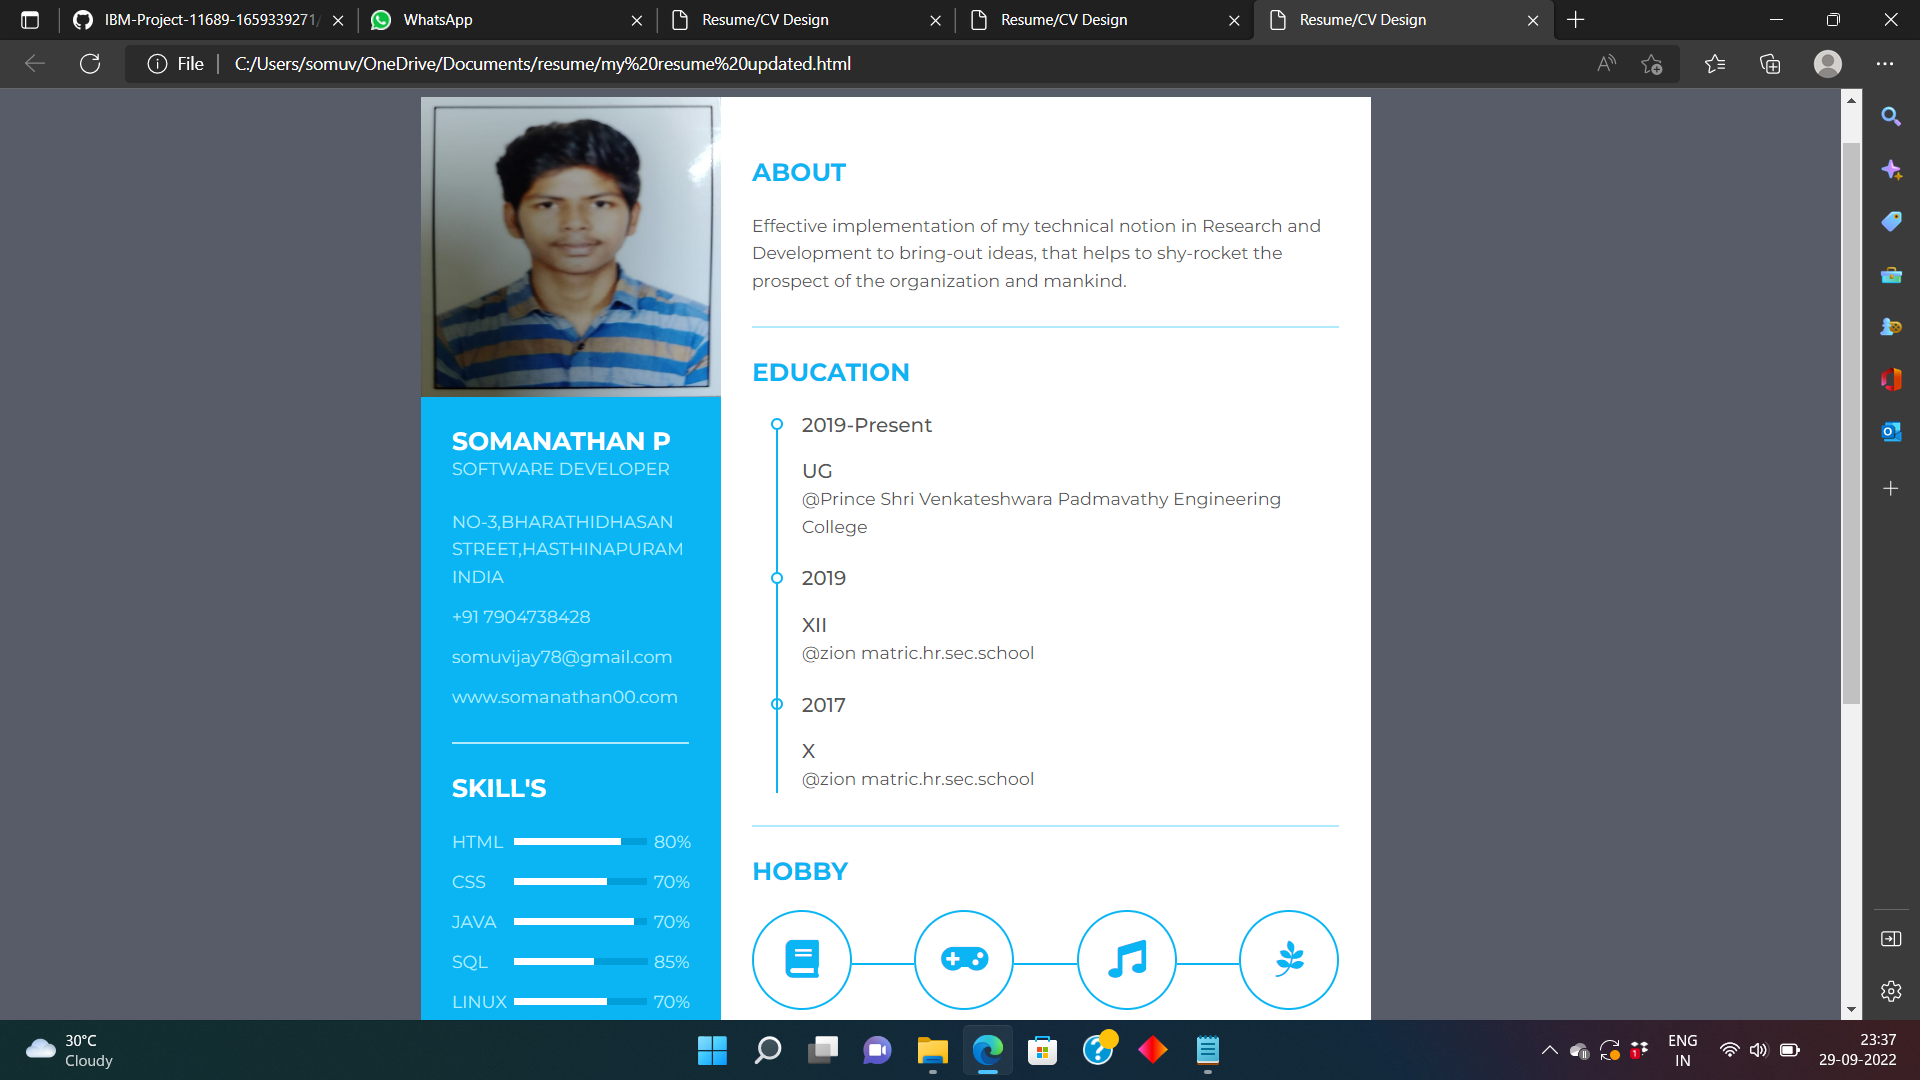 IBM-Project-11689-1659339271/
WhatsApp
Resume/CV Design
Resume/CV Design
Resume/CV Design
File
C:/Users/somuv/OneDrive/Documents/resume/my%20resume%20updated.html
SOMANATHAN P
SOFTWARE DEVELOPER
NO-3,BHARATHIDHASAN
STREET,HASTHINAPURAM
INDIA
+91 7904738428
somuvijay78@gmail.com
www.somanathan00.com
SKILL'S
HTML 80%
CSS 70%
JAVA 70%
SQL 85%
LINUX 70%
ABOUT
Effective implementation of my technical notion in Research and
Development to bring-out ideas, that helps to shy-rocket the
prospect of the organization and mankind.
EDUCATION
2019-Present
UG
@Prince Shri Venkateshwara Padmavathy Engineering
College
2019
XII
@zion matric.hr.sec.school
2017
X
@zion matric.hr.sec.school
HOBBY
30°C
Cloudy
1
ENG
IN
23:37
29-09-2022